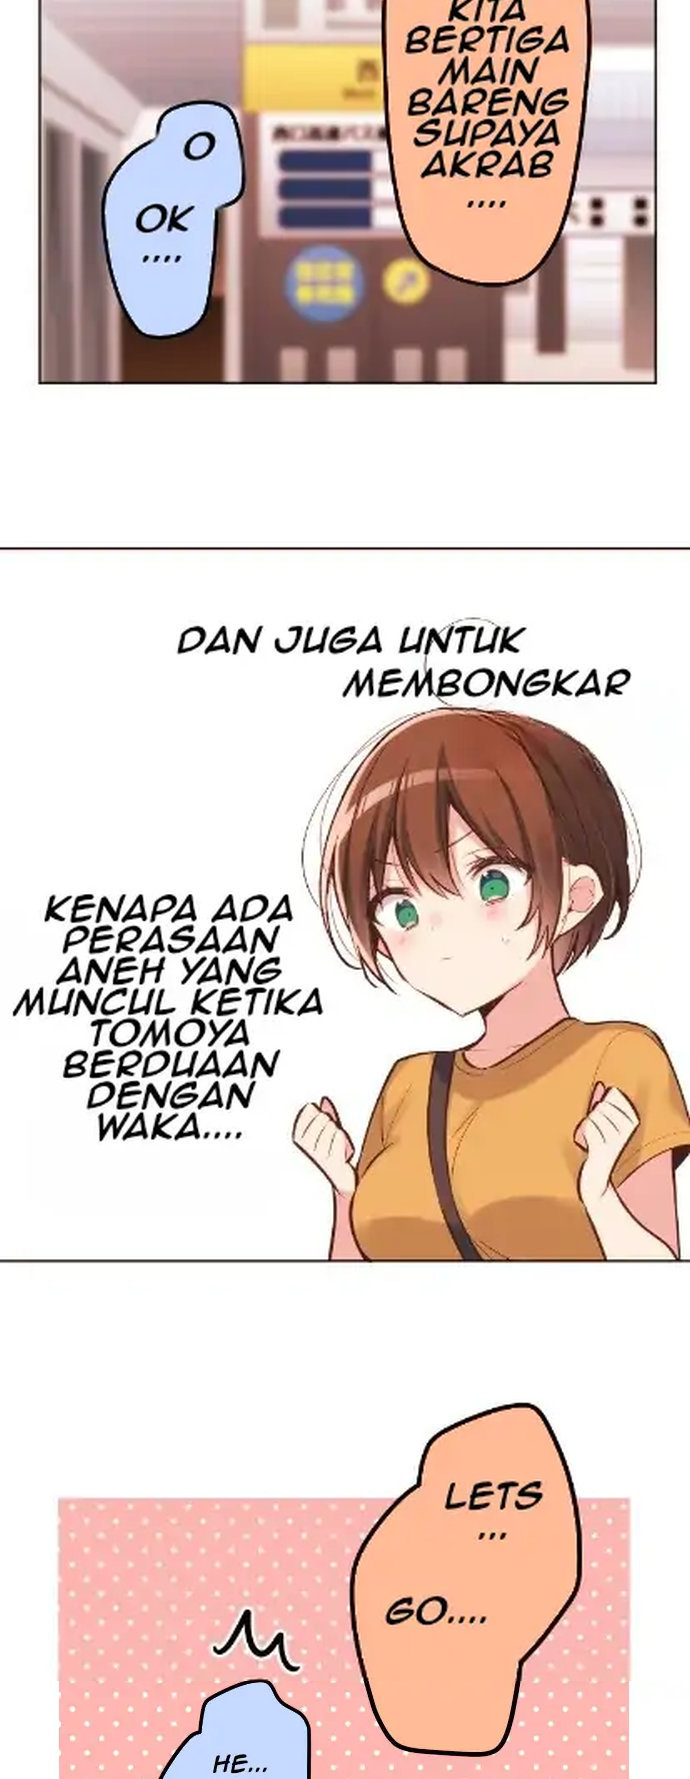 KITA
BERTIGA
MAIN
BARENG
SUPAYA
AKRAB
....
O
OK
....
DAN JUGA UNTUK
MEMBONGKAR
KENAPA ADA
PERASAAN
ANEH YANG
MUNCUL KETIKA
TOMOYA
BERDUAAN
DENGAN
WAKA....
LETS
...
GO....
HE...